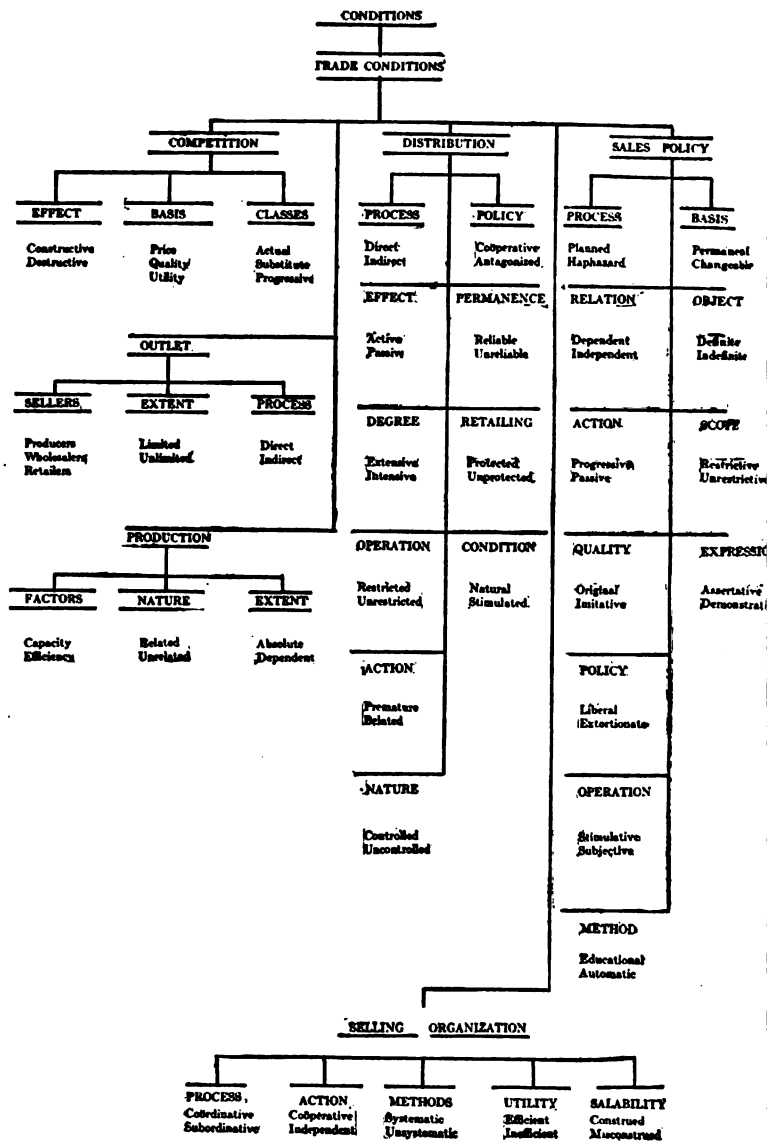 CONDITIONS
TRADE CONDITIONS
COMPETITION
DISTRIBUTION
SALES POLICY
EFFECT
BASIS
CLASSES
PROCESS
POLICY
PROCESS
BASIS
Constructive
Destructive
Price
Quality
Utility
Actual
Substitute
Progressive
Direct
Indirect
Coöperative
Antagonized
Planned
Haphazard
Permanent
Changeable
EFFECT
PERMANENCE
RELATION
OBJECT
Active
Passive
Reliable
Unreliable
Dependent
Independent
Definite
Indefinite
OUTLET
SELLERS
EXTENT
PROCESS
Producers
Wholesalers
Retailers
Limited
Unlimited
Direct
Indirect
DEGREE
RETAILING
ACTION
SCOPE
Extensive
Intensive
Protected
Unprotected
Progressive
Passive
Restrictive
Unrestrictive
PRODUCTION
FACTORS
NATURE
EXTENT
Capacity
Efficiency
Related
Unrelated
Absolute
Dependent
OPERATION
CONDITION
QUALITY
EXPRESSIO
Restricted
Unrestricted
Natural
Stimulated
Original
Imitative
Assertative
Demonstrati
ACTION
POLICY
Premature
Belated
Liberal
Extortionate
NATURE
OPERATION
Controlled
Uncontrolled
Stimulative
Subjective
METHOD
Educational
Automatic
SELLING ORGANIZATION
PROCESS
ACTION
METHODS
UTILITY
SALABILITY
Coördinative
Subordinative
Coöperative
Independent
Systematic
Unsystematic
Efficient
Inefficient
Construed
Misconstrued